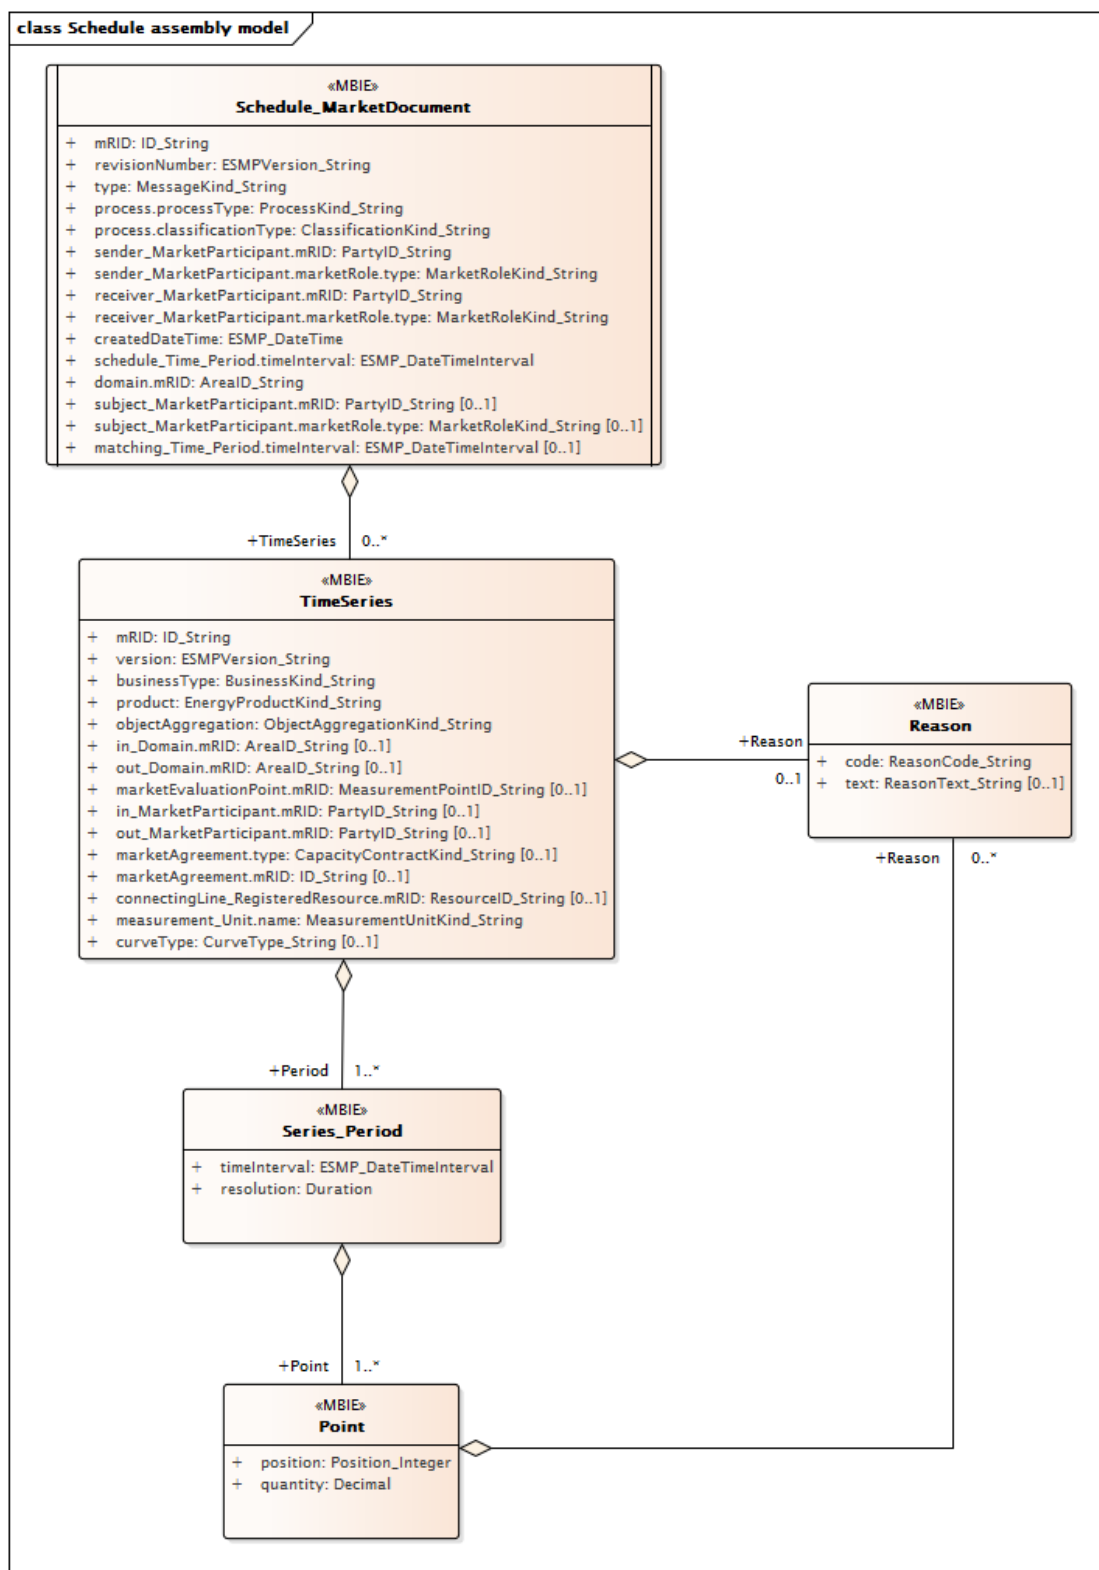 class Schedule assembly model
«MBIE»
Schedule_MarketDocument
+ mRID: ID_String
+ revisionNumber: ESMPVersion_String
+ type: MessageKind_String
+ process.processType: ProcessKind_String
+ process.classificationType: ClassificationKind_String
+ sender_MarketParticipant.mRID: PartyID_String
+ sender_MarketParticipant.marketRole.type: MarketRoleKind_String
+ receiver_MarketParticipant.mRID: PartyID_String
+ receiver_MarketParticipant.marketRole.type: MarketRoleKind_String
+ createdDateTime: ESMP_DateTime
+ schedule_Time_Period.timeInterval: ESMP_DateTimeInterval
+ domain.mRID: AreaID_String
+ subject_MarketParticipant.mRID: PartyID_String [0..1]
+ subject_MarketParticipant.marketRole.type: MarketRoleKind_String [0..1]
+ matching_Time_Period.timeInterval: ESMP_DateTimeInterval [0..1]
+TimeSeries 0..*
«MBIE»
TimeSeries
+ mRID: ID_String
+ version: ESMPVersion_String
+ businessType: BusinessKind_String
+ product: EnergyProductKind_String
+ objectAggregation: ObjectAggregationKind_String
+ in_Domain.mRID: AreaID_String [0..1]
+ out_Domain.mRID: AreaID_String [0..1]
+ marketEvaluationPoint.mRID: MeasurementPointID_String [0..1]
+ in_MarketParticipant.mRID: PartyID_String [0..1]
+ out_MarketParticipant.mRID: PartyID_String [0..1]
+ marketAgreement.type: CapacityContractKind_String [0..1]
+ marketAgreement.mRID: ID_String [0..1]
+ connectingLine_RegisteredResource.mRID: ResourceID_String [0..1]
+ measurement_Unit.name: MeasurementUnitKind_String
+ curveType: CurveType_String [0..1]
+Reason
0..1
«MBIE»
Reason
+ code: ReasonCode_String
+ text: ReasonText_String [0..1]
+Reason 0..*
+Period 1..*
«MBIE»
Series_Period
+ timeInterval: ESMP_DateTimeInterval
+ resolution: Duration
+Point 1..*
«MBIE»
Point
+ position: Position_Integer
+ quantity: Decimal